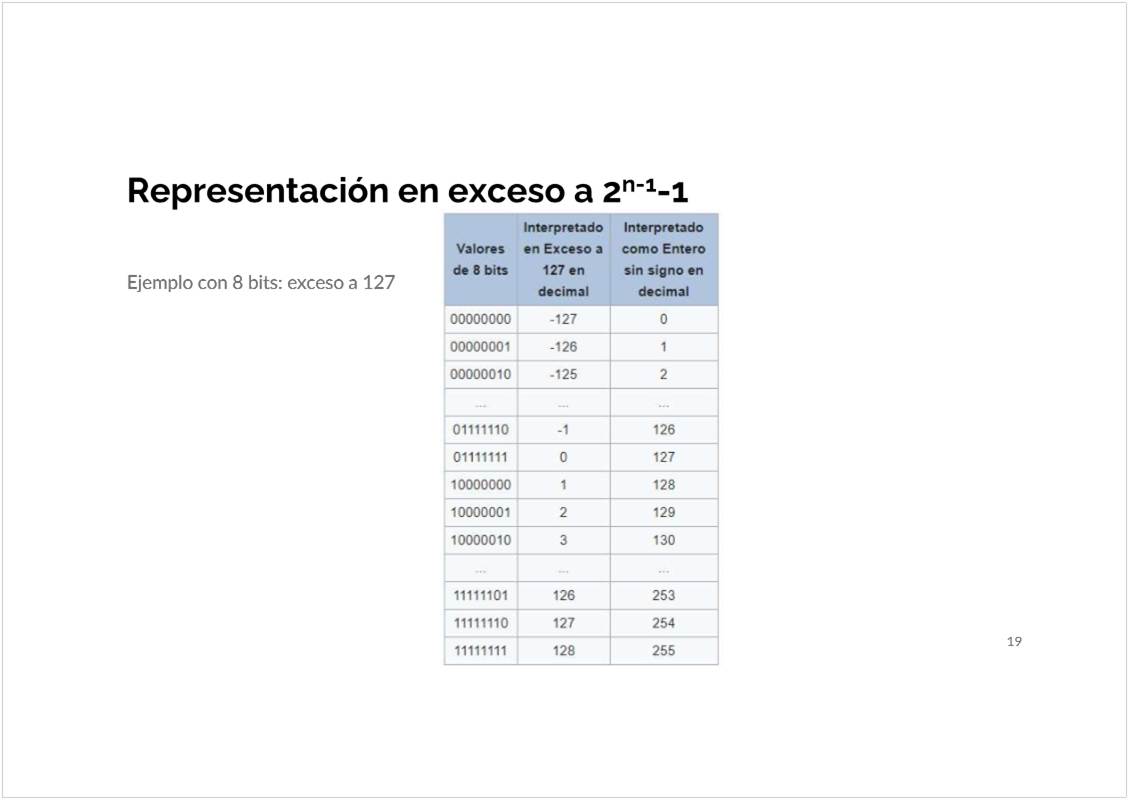 Representación en exceso a 2ⁿ⁻¹-1
Ejemplo con 8 bits: exceso a 127
Valores de 8 bits | Interpretado en Exceso a 127 en decimal | Interpretado como Entero sin signo en decimal
00000000 | -127 | 0
00000001 | -126 | 1
00000010 | -125 | 2
... | ... | ...
01111110 | -1 | 126
01111111 | 0 | 127
10000000 | 1 | 128
10000001 | 2 | 129
10000010 | 3 | 130
... | ... | ...
11111101 | 126 | 253
11111110 | 127 | 254
11111111 | 128 | 255
19